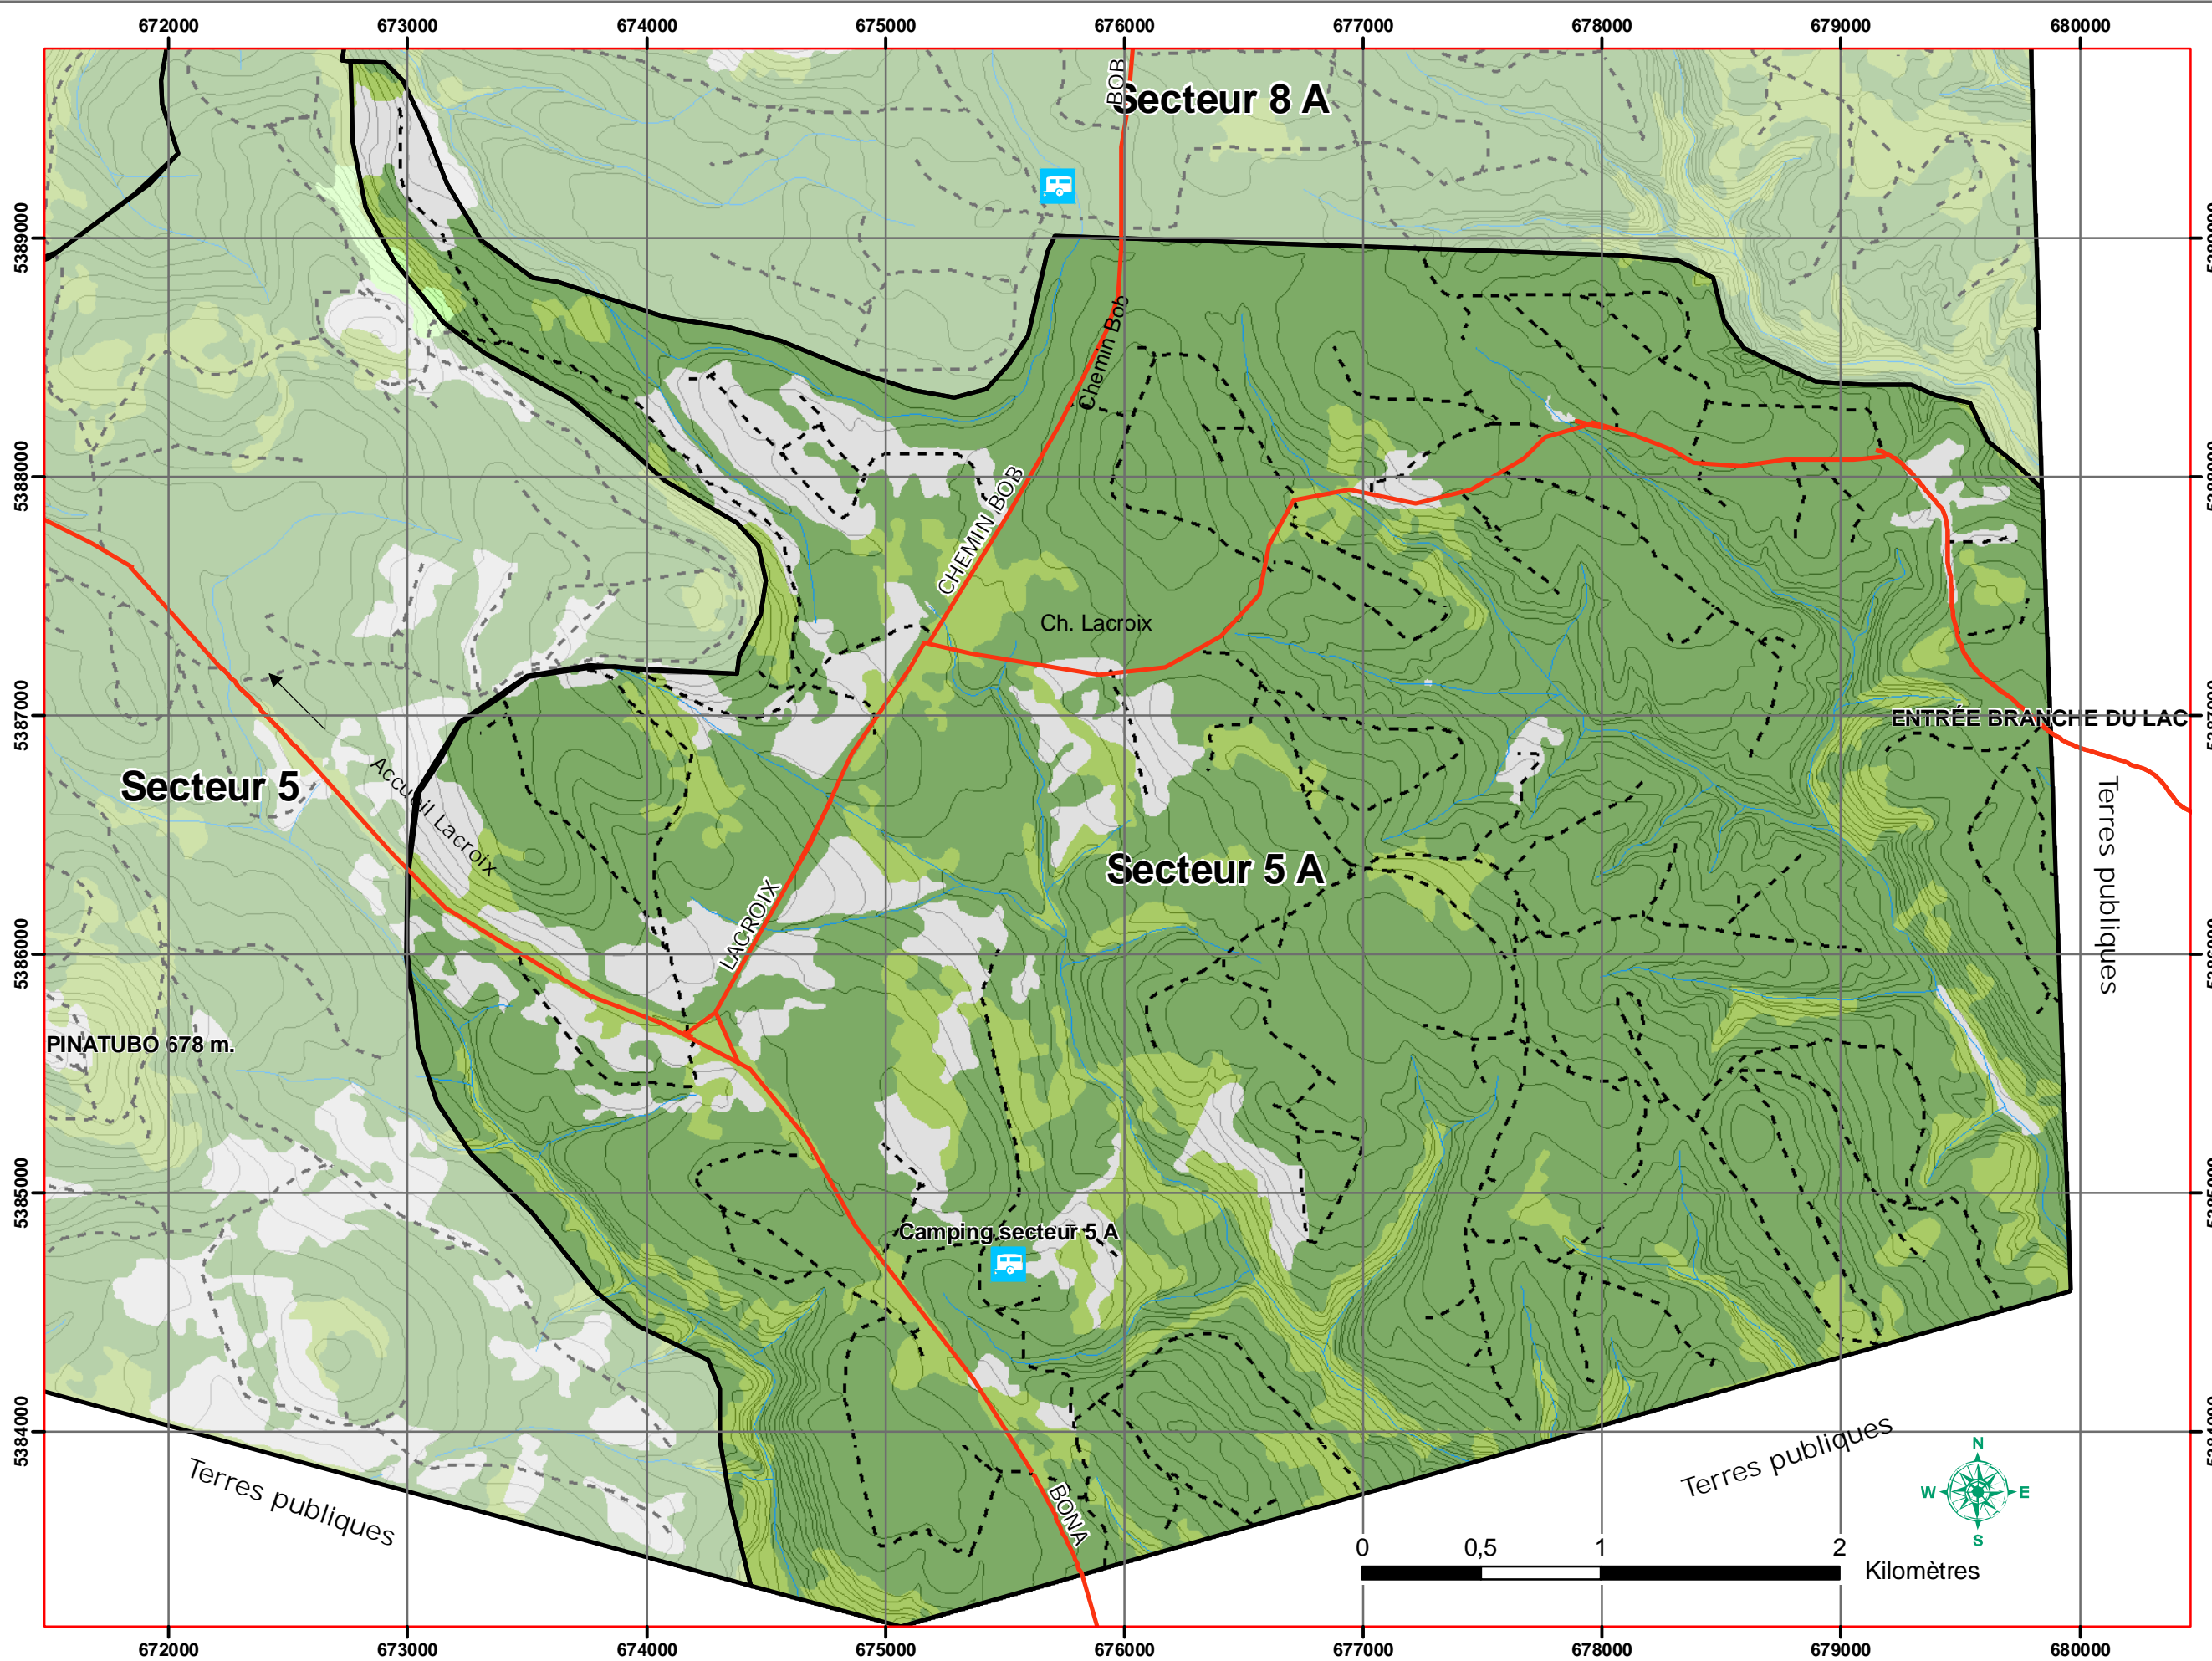 672000 673000 674000 675000 676000 677000 678000 679000 680000
BOB
Secteur 8 A
5389000
Chemin Bob
5388000
CHEMIN BOB
Ch. Lacroix
5387000
ENTRÉE BRANCHE DU LAC
Secteur 5
Accueil Lacroix
Terres publiques
Secteur 5 A
LACROIX
5386000
PINATUBO 678 m.
5385000
Camping secteur 5 A
5384000
Terres publiques
Terres publiques
BONA
N
W E
S
0 0,5 1 2
Kilomètres
672000 673000 674000 675000 676000 677000 678000 679000 680000